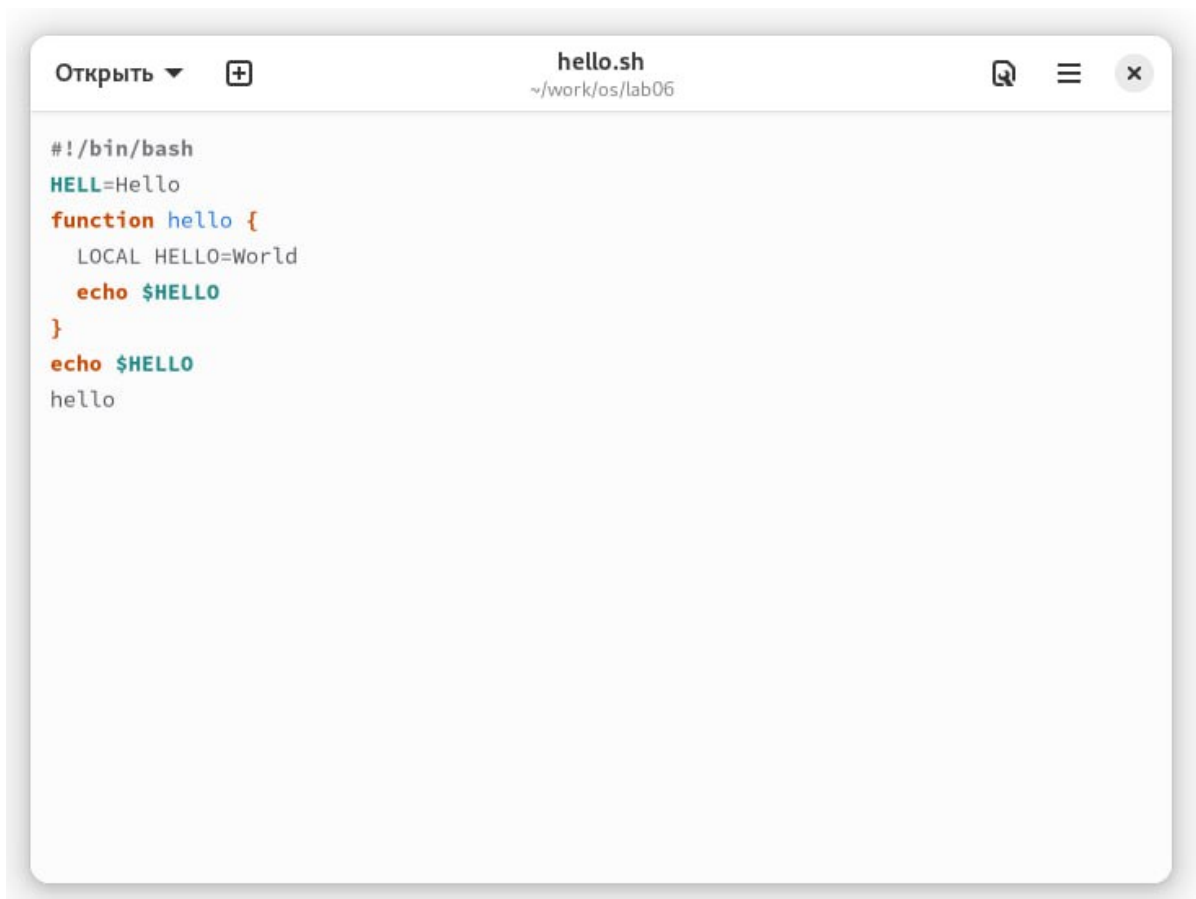 Открыть
hello.sh
~/work/os/lab06
#!/bin/bash
HELL=Hello
function hello {
  LOCAL HELLO=World
  echo $HELLO
}
echo $HELLO
hello